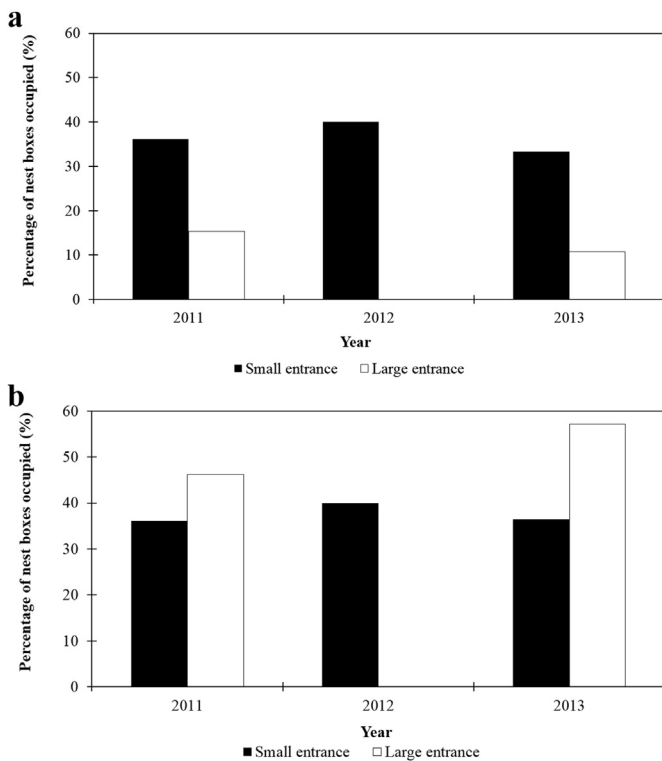 a
Percentage of nest boxes occupied (%)
60
50
40
30
20
10
0
2011 2012 2013
Year
■ Small entrance □ Large entrance
b
Percentage of nest boxes occupied (%)
60
50
40
30
20
10
0
2011 2012 2013
Year
■ Small entrance □ Large entrance